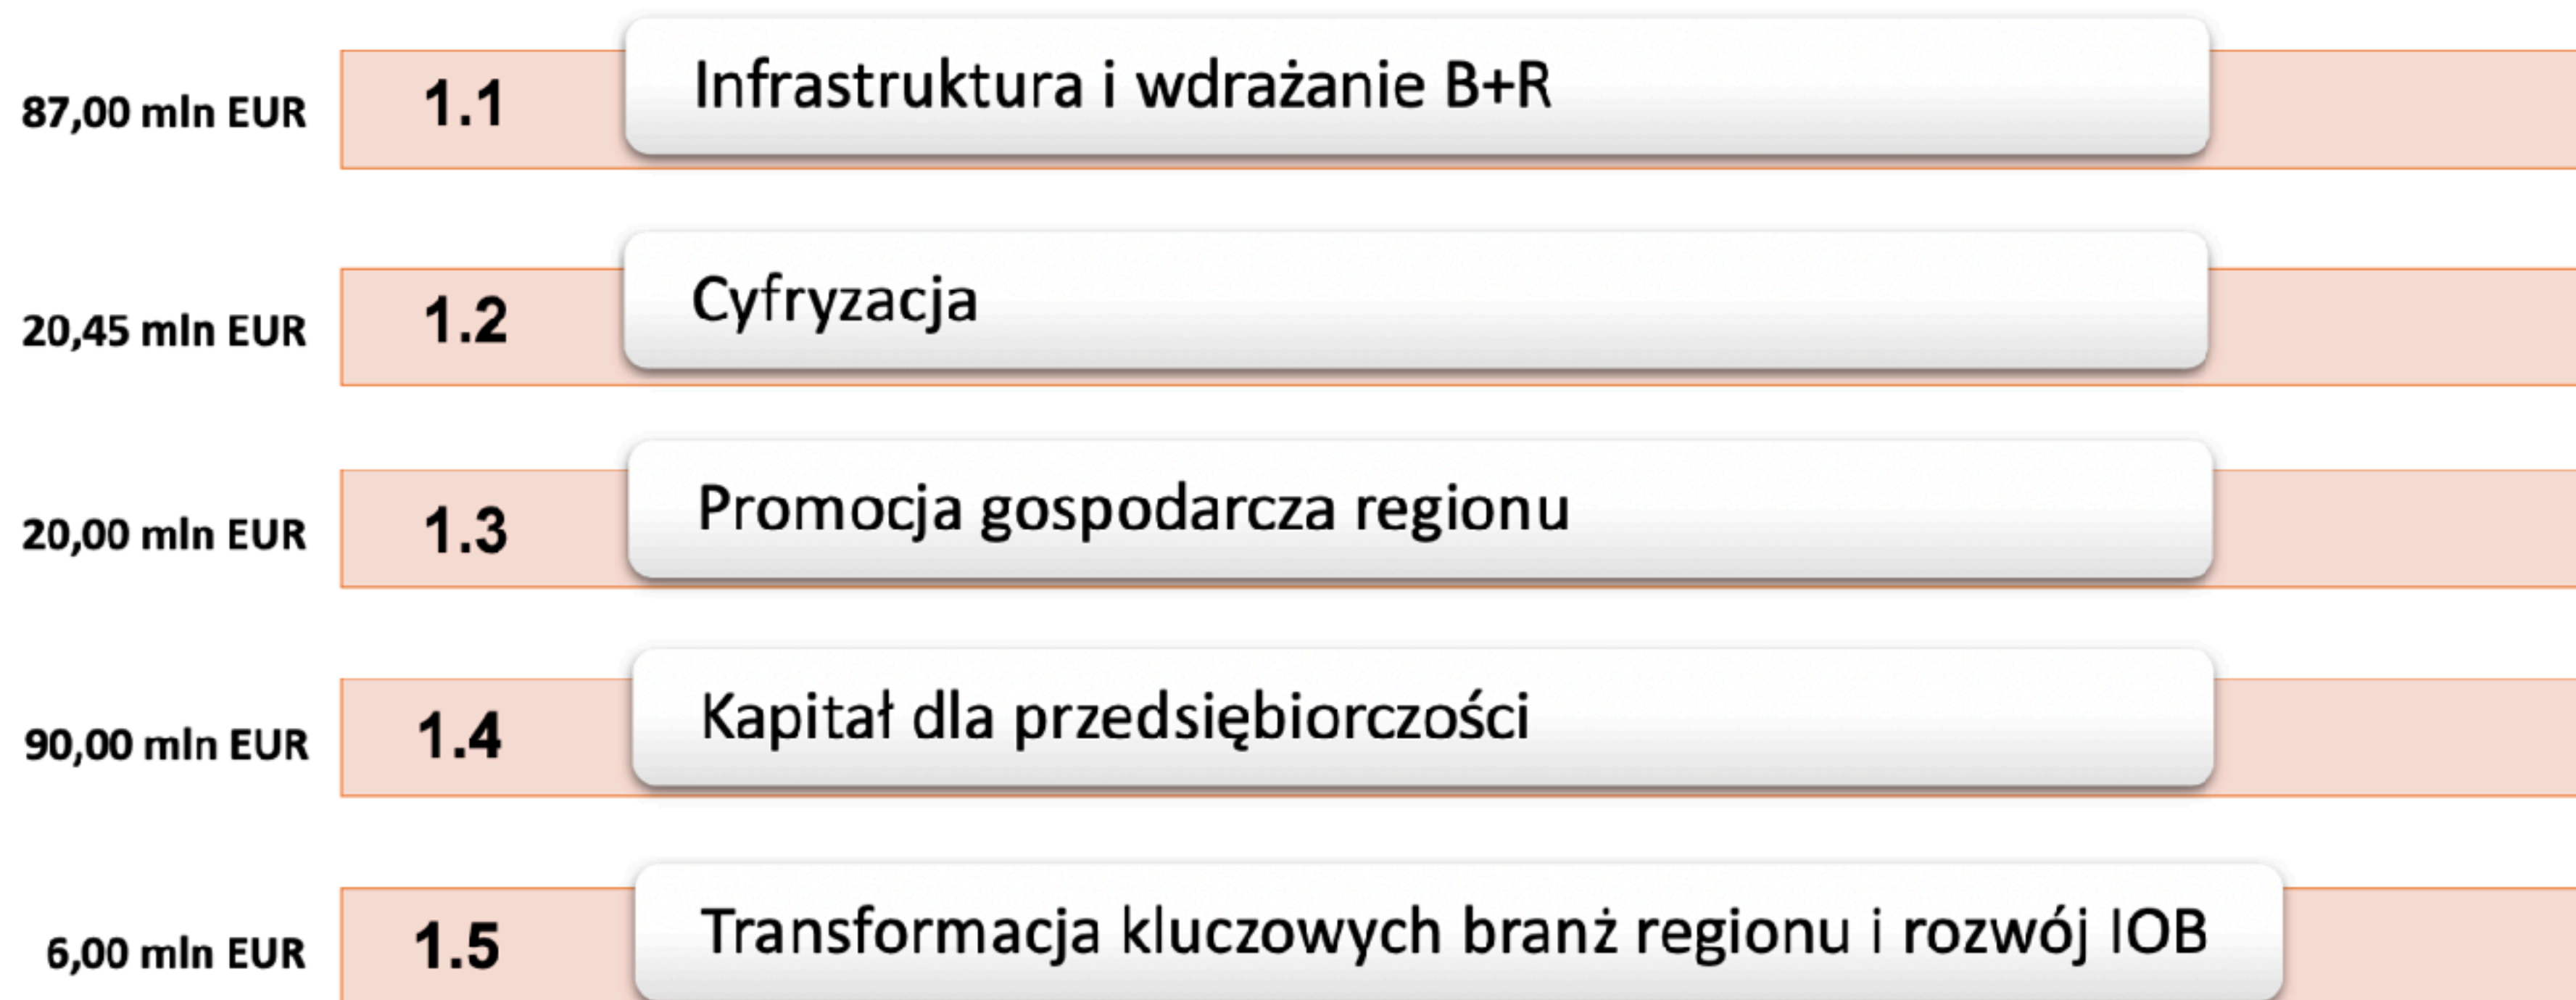 87,00 mln EUR 1.1 Infrastruktura i wdrażanie B+R
20,45 mln EUR 1.2 Cyfryzacja
20,00 mln EUR 1.3 Promocja gospodarcza regionu
90,00 mln EUR 1.4 Kapitał dla przedsiębiorczości
6,00 mln EUR 1.5 Transformacja kluczowych branż regionu i rozwój IOB